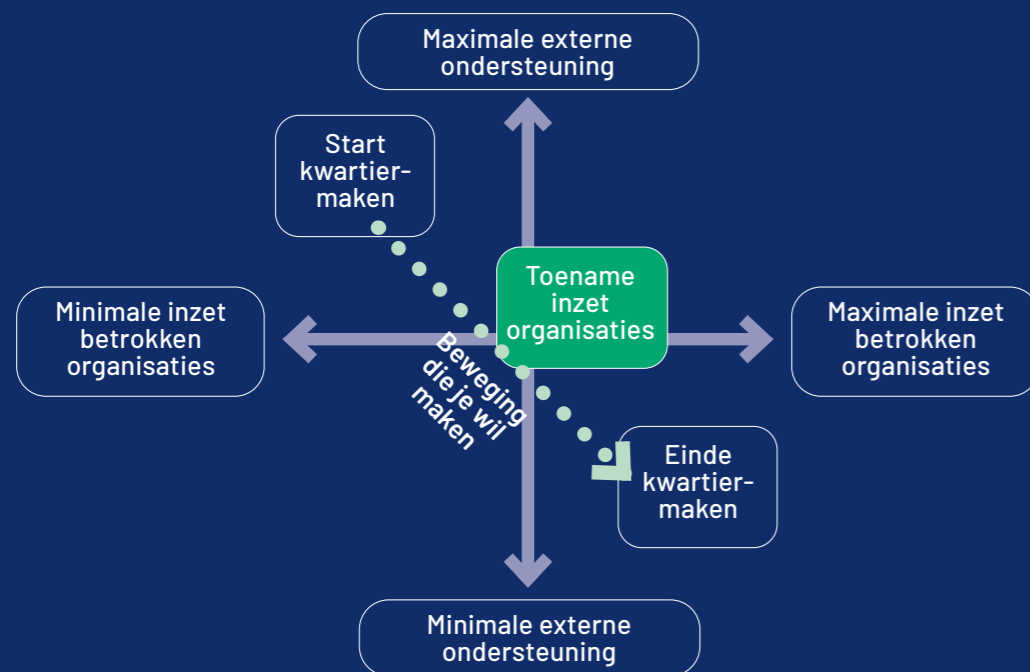 Maximale externe
ondersteuning
Start
kwartier-
maken
Toename
inzet
organisaties
Minimale inzet
betrokken
organisaties
Maximale inzet
betrokken
organisaties
Beweging
die je wil
maken
Einde
kwartier-
maken
Minimale externe
ondersteuning